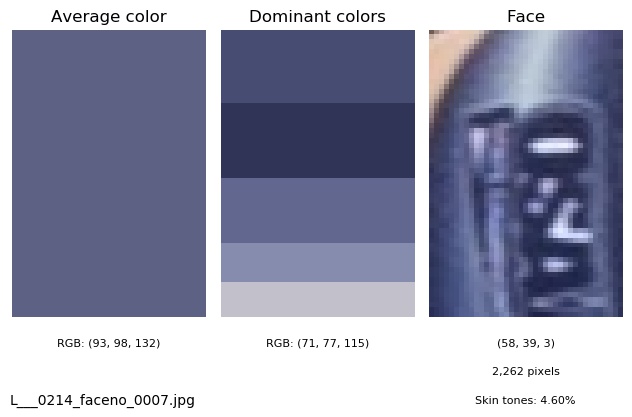 Average color
Dominant colors
Face
RGB: (93, 98, 132)
RGB: (71, 77, 115)
(58, 39, 3)
2,262 pixels
L___0214_faceno_0007.jpg
Skin tones: 4.60%